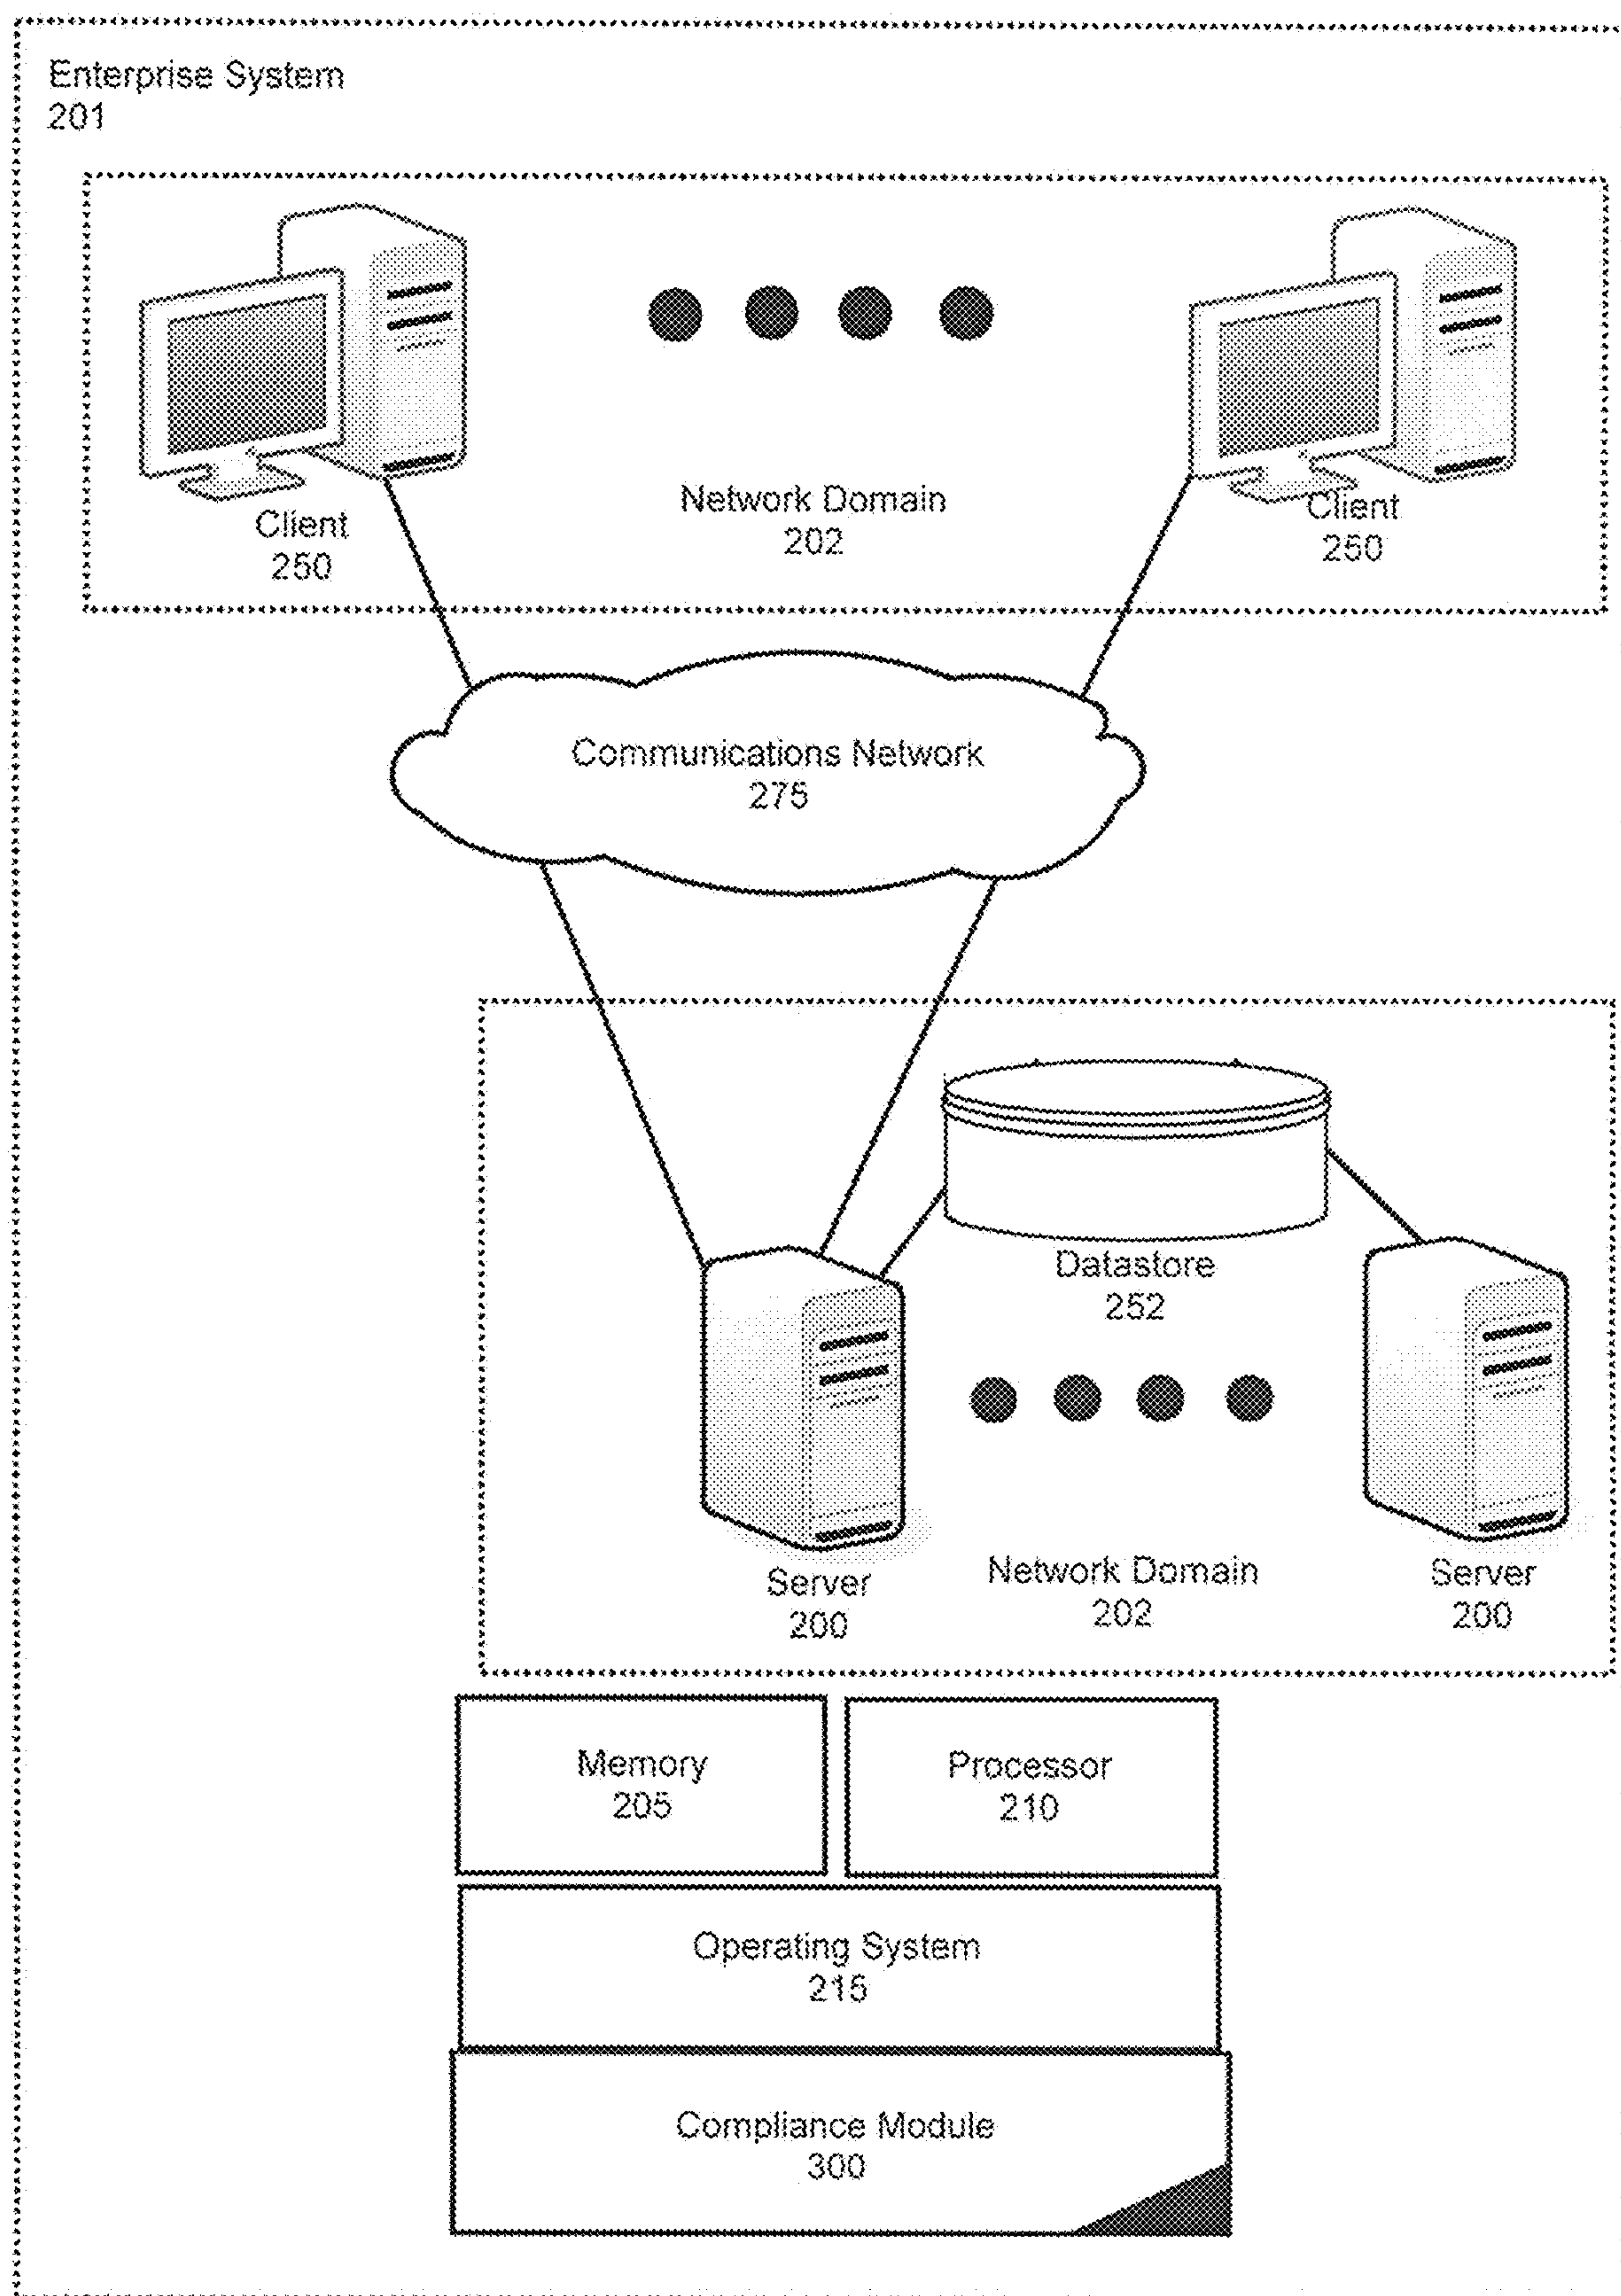 Enterprise System
201
Client
250
Network Domain
202
Client
250
Communications Network
275
Datastore
252
Server
200
Network Domain
202
Server
200
Memory
205
Processor
210
Operating System
215
Compliance Module
300